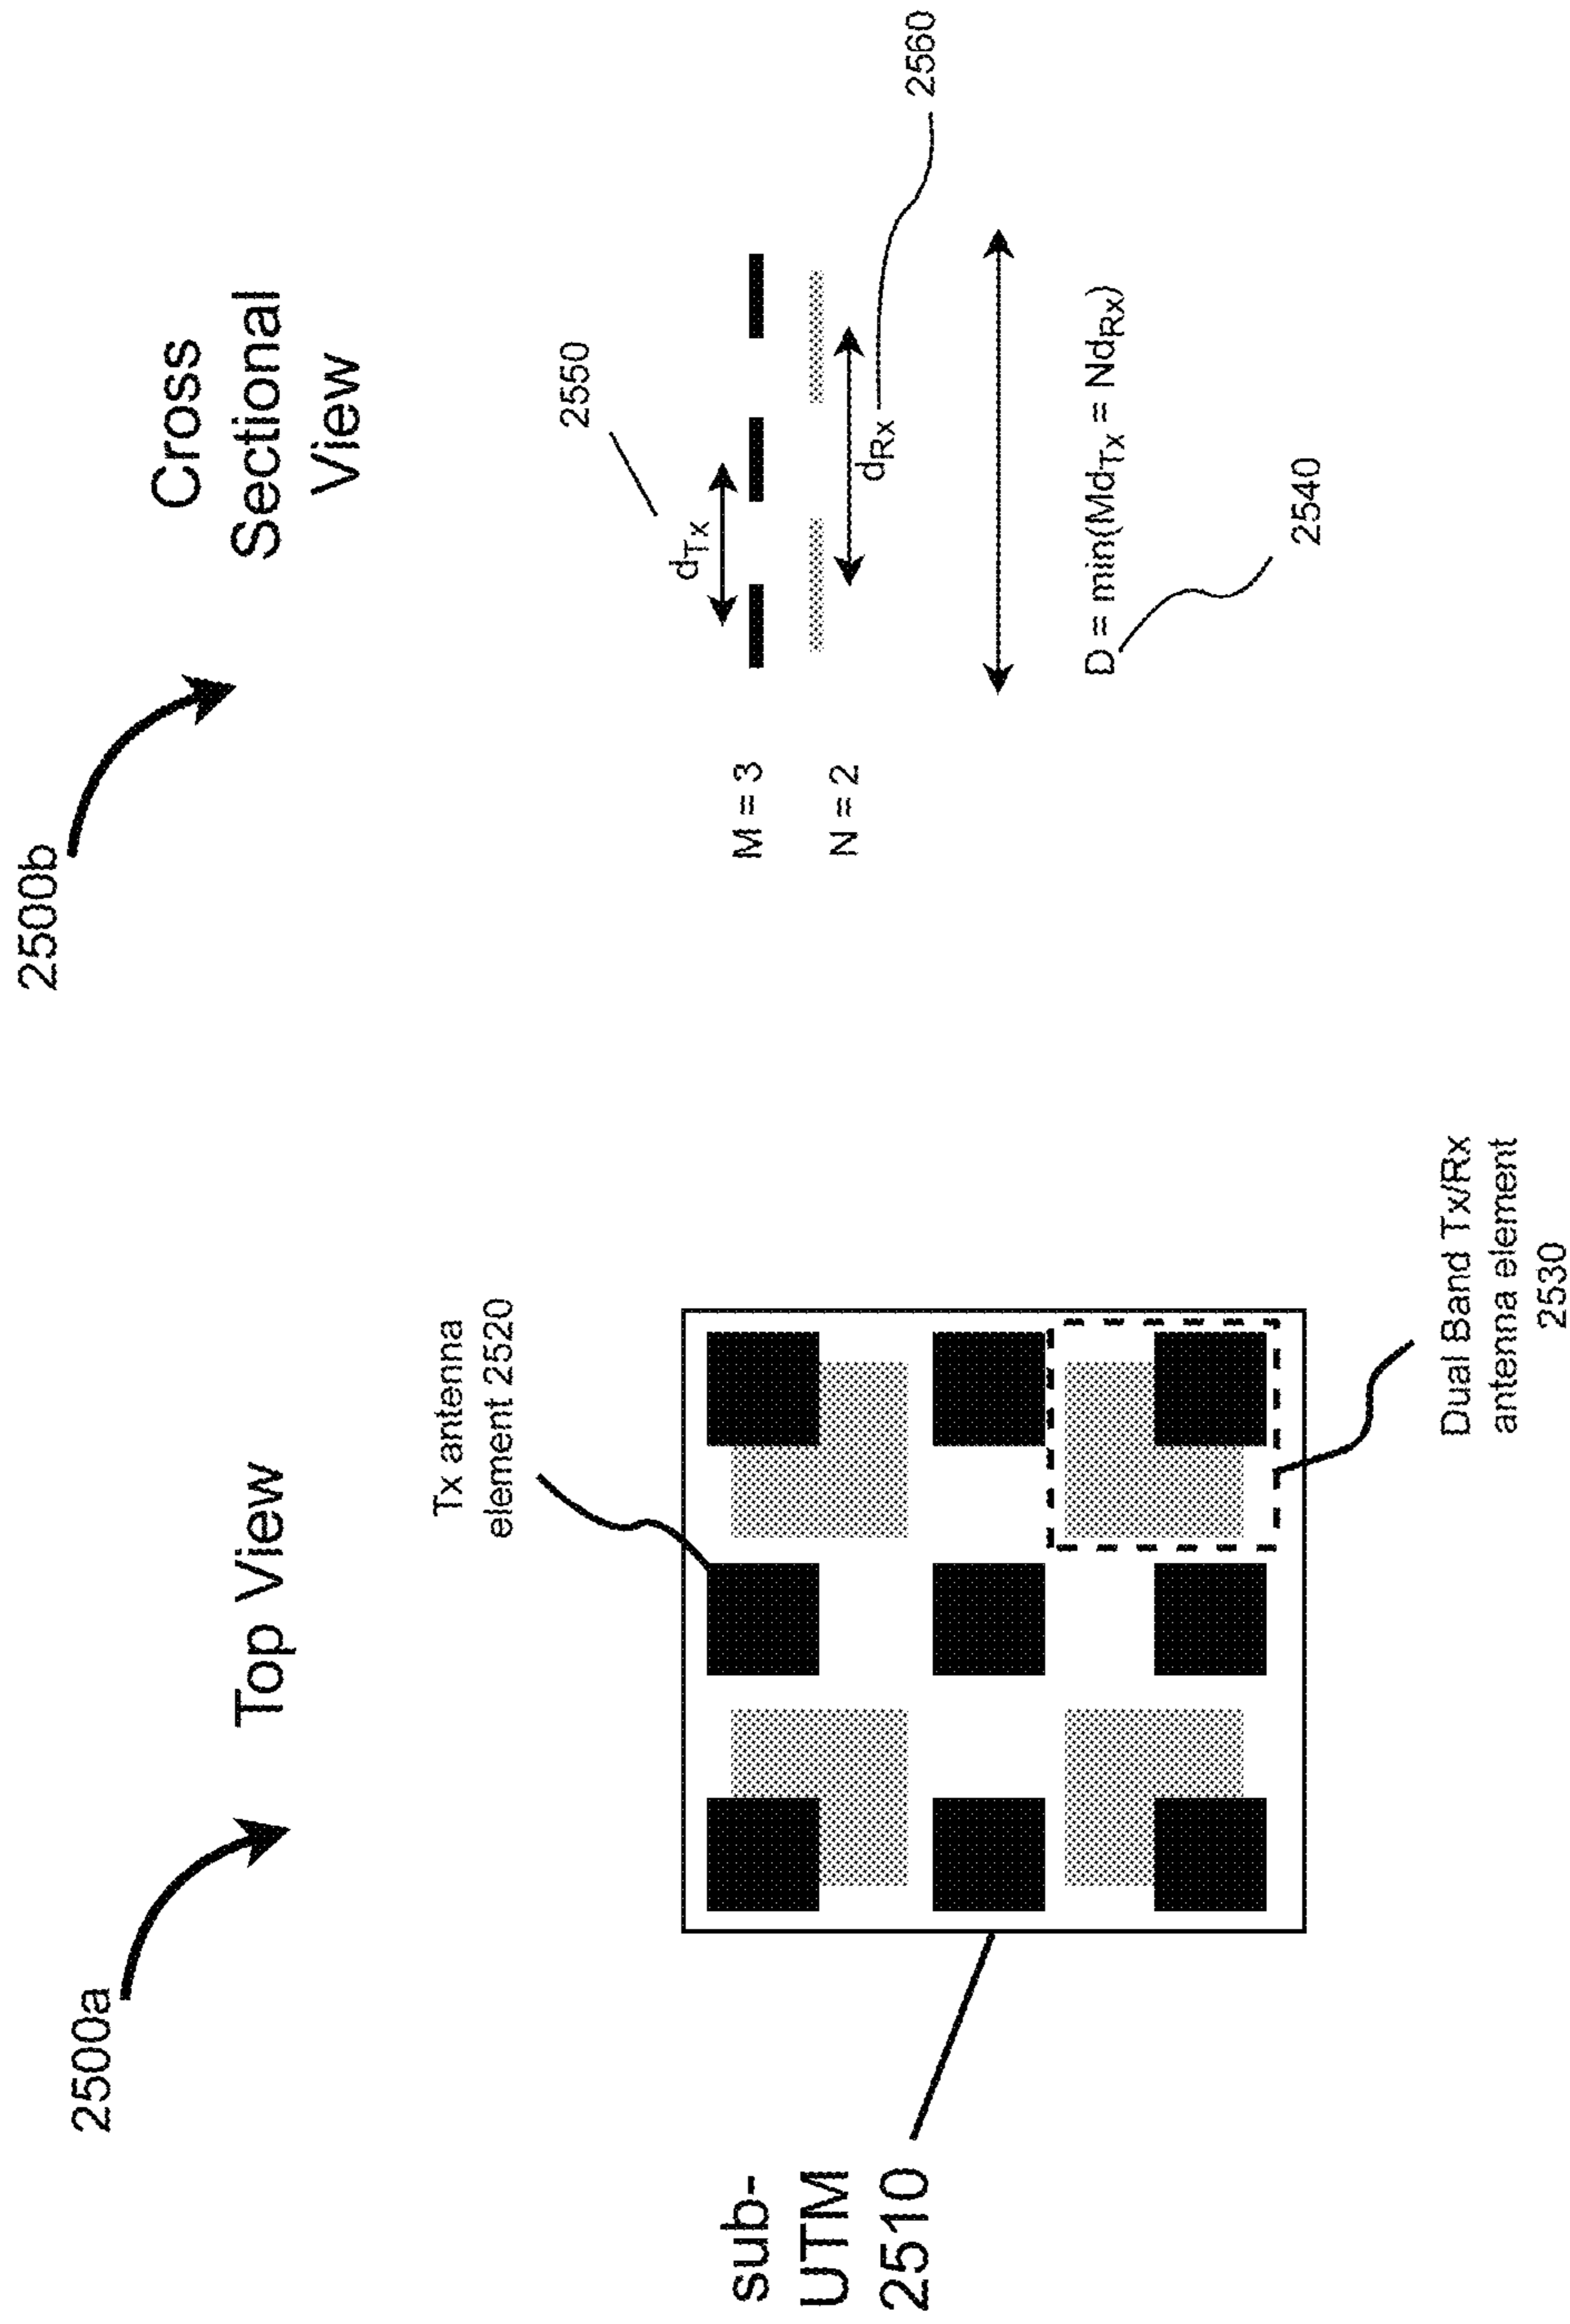 2500a
Top View
sub-
UTM
2510
Tx antenna
element 2520
Dual Band Tx/Rx
antenna element
2530
2500b
Cross
Sectional
View
2550
d_Tx
M = 3
N = 2
d_Rx
2560
D = min(Md_Tx = Nd_Rx)
2540